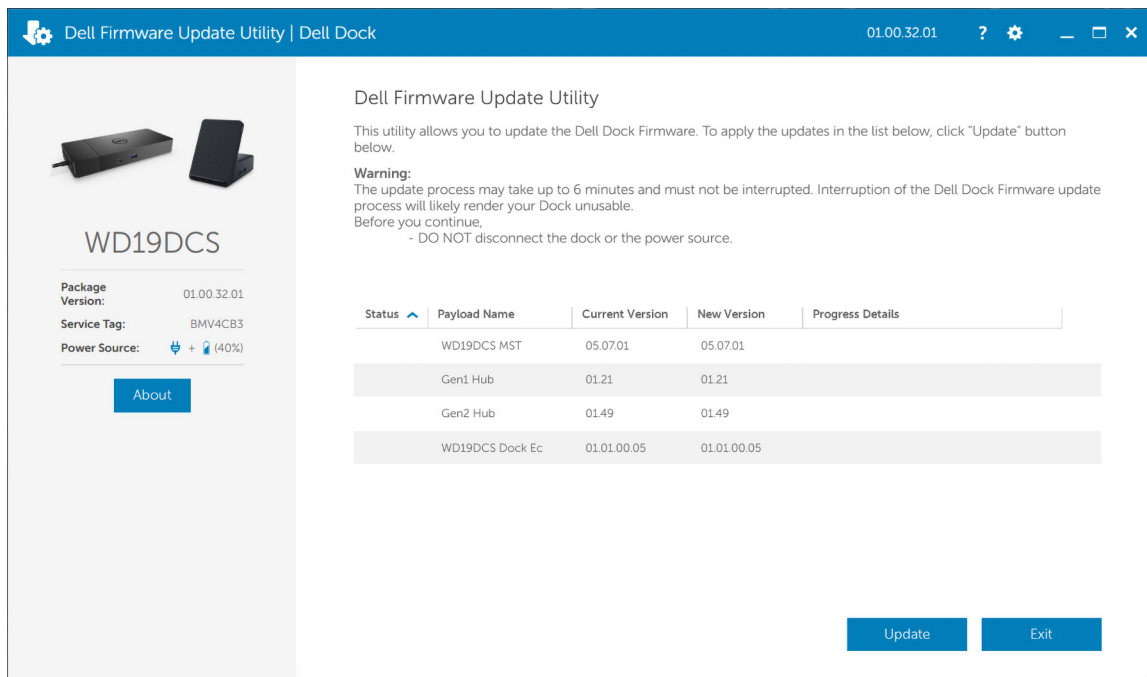 Dell Firmware Update Utility | Dell Dock
01.00.32.01
?
Dell Firmware Update Utility
This utility allows you to update the Dell Dock Firmware. To apply the updates in the list below, click "Update" button
below.
Warning:
The update process may take up to 6 minutes and must not be interrupted. Interruption of the Dell Dock Firmware update
process will likely render your Dock unusable.
Before you continue,
- DO NOT disconnect the dock or the power source.
WD19DCS
Package
Version:
01.00.32.01
Service Tag: BMV4CB3
Power Source: + (40%)
About
Status Payload Name Current Version New Version Progress Details
WD19DCS MST 05.07.01 05.07.01
Gen1 Hub 01.21 01.21
Gen2 Hub 01.49 01.49
WD19DCS Dock Ec 01.01.00.05 01.01.00.05
Update Exit